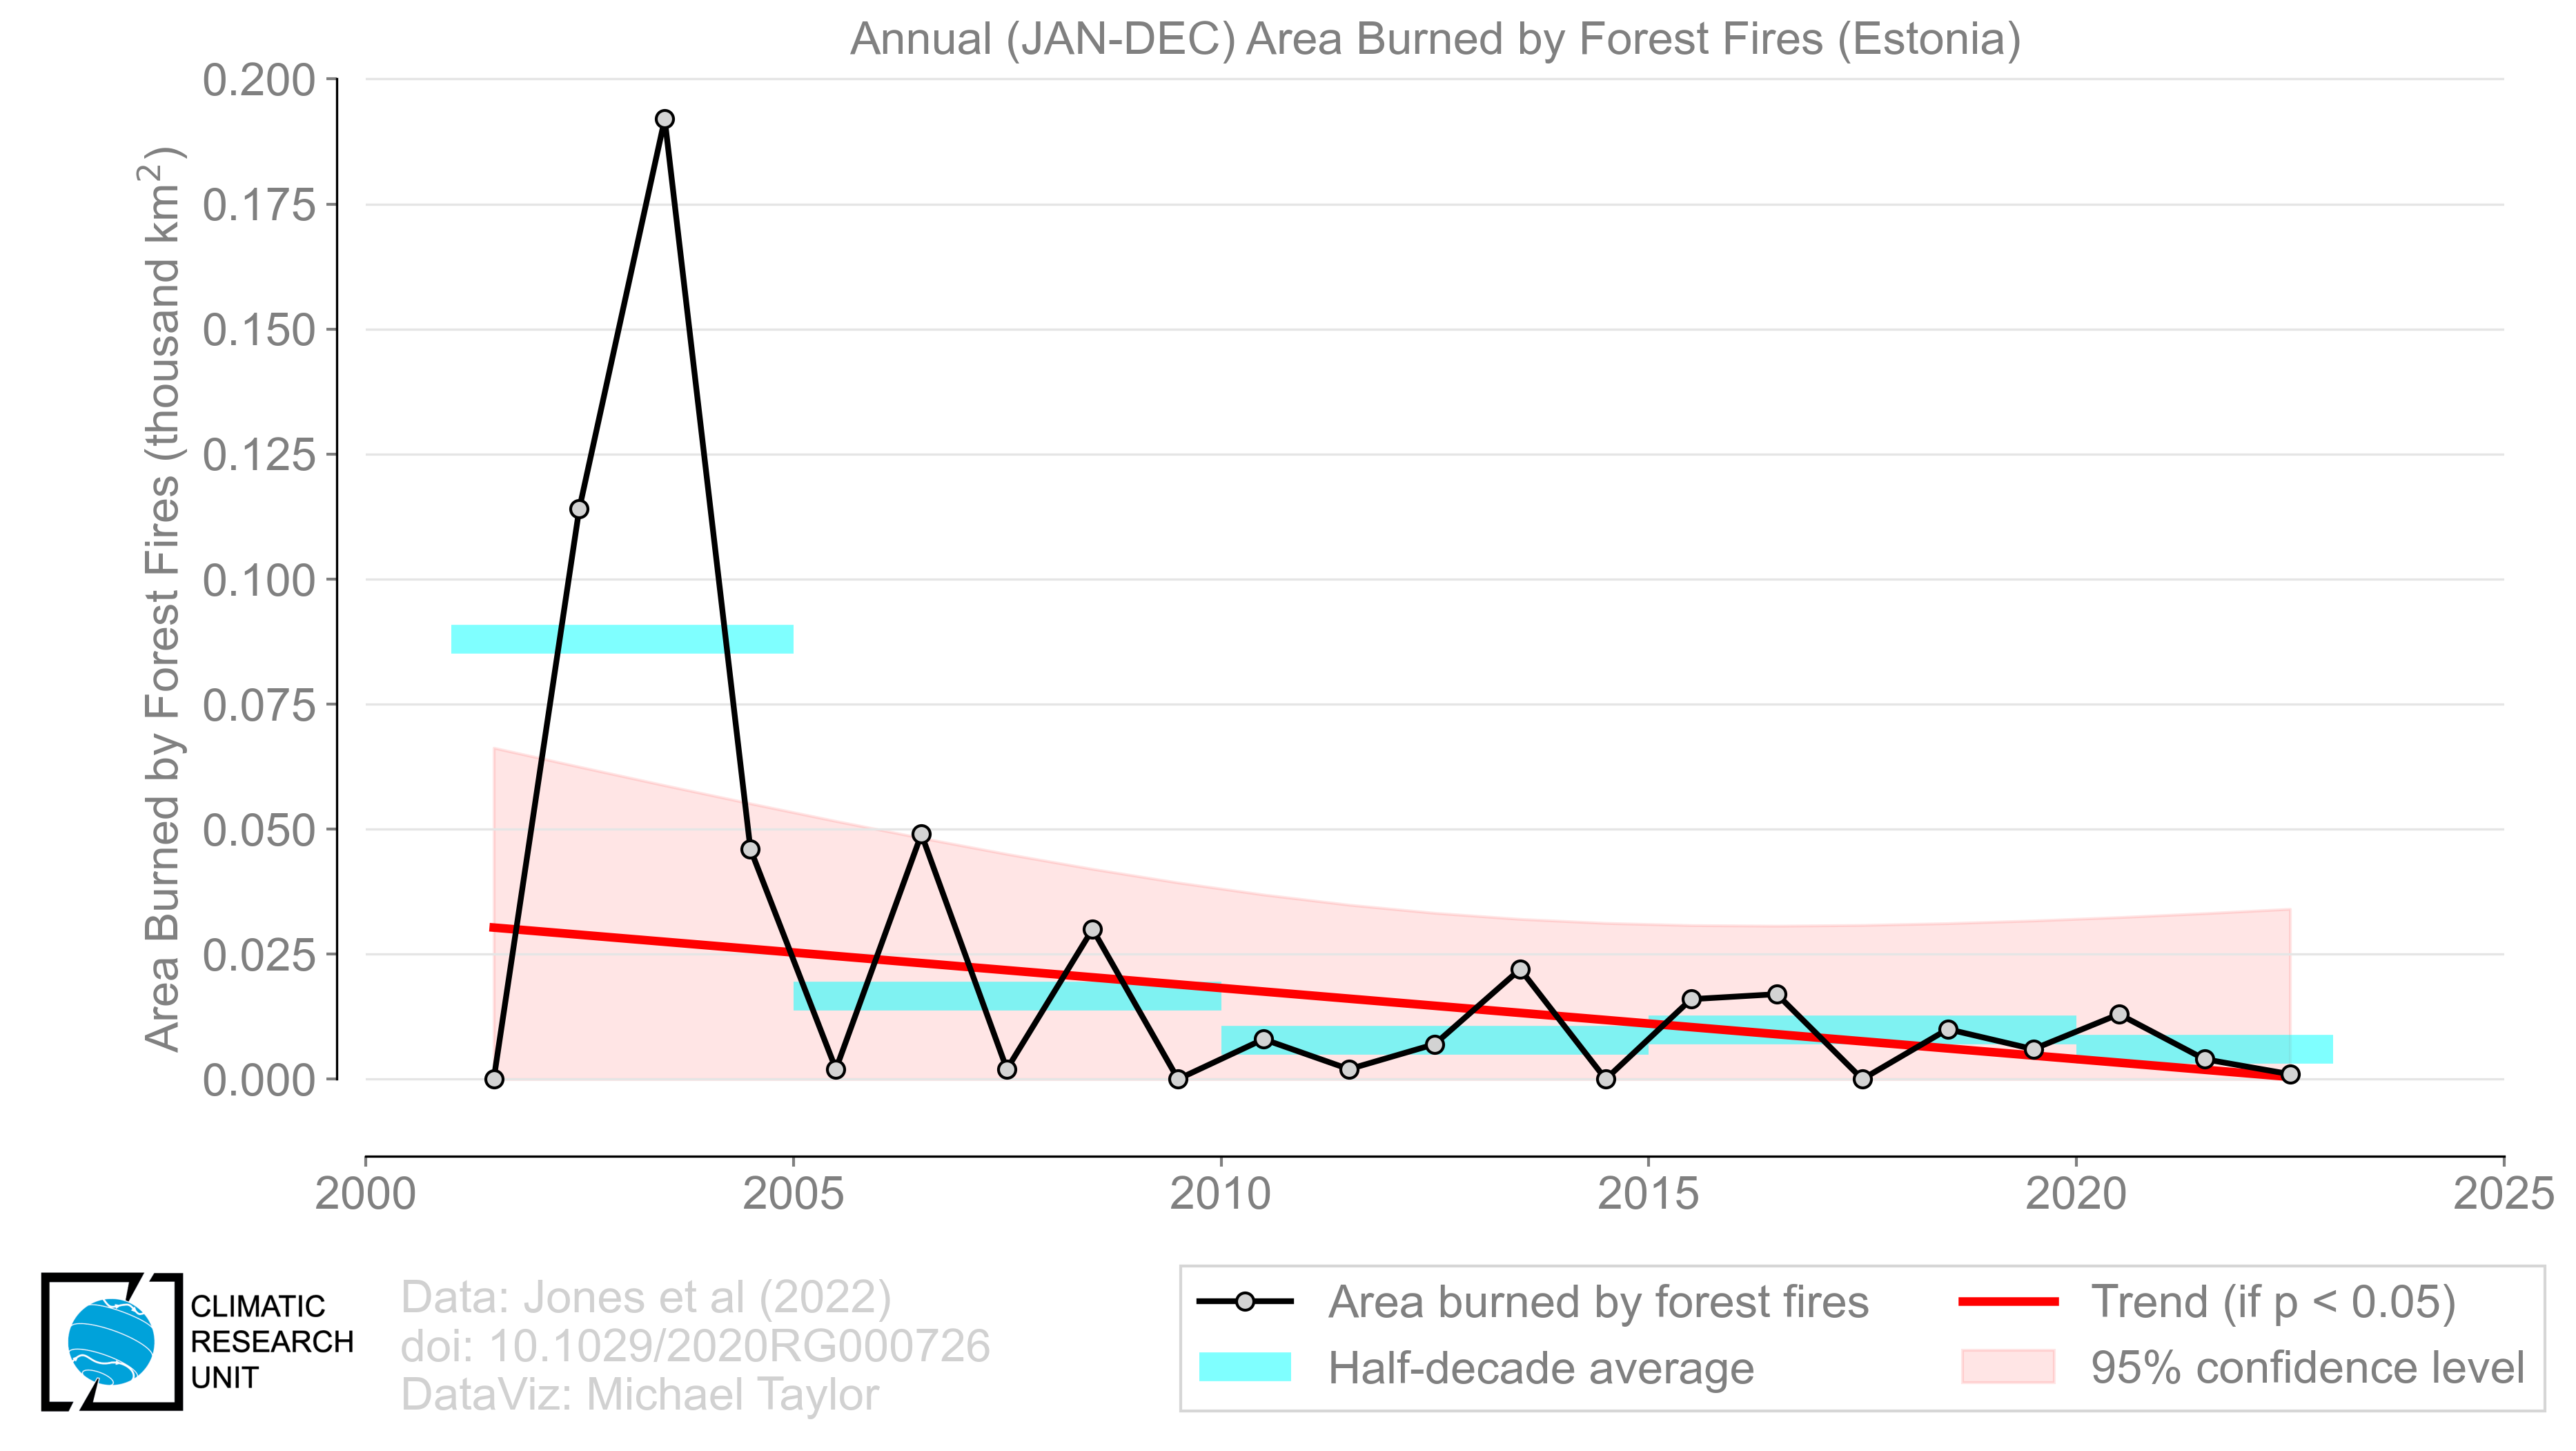 Annual (JAN-DEC) Area Burned by Forest Fires (Estonia)
Area Burned by Forest Fires (thousand km²)
0.200
0.175
0.150
0.125
0.100
0.075
0.050
0.025
0.000
2000 2005 2010 2015 2020 2025
CLIMATIC
RESEARCH
UNIT
Data: Jones et al (2022)
doi: 10.1029/2020RG000726
DataViz: Michael Taylor
Area burned by forest fires
Half-decade average
Trend (if p < 0.05)
95% confidence level